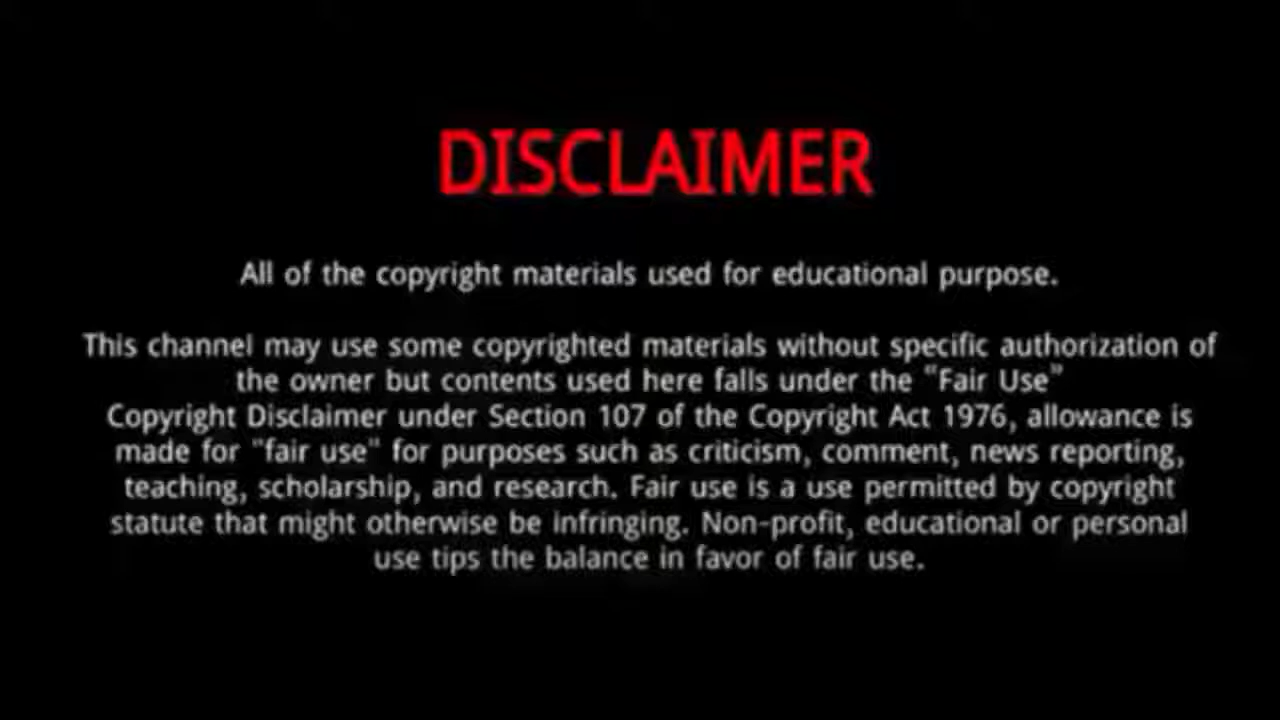 DISCLAIMER
All of the copyright materials used for educational purpose.
This channel may use some copyrighted materials without specific authorization of
the owner but contents used here falls under the "Fair Use"
Copyright Disclaimer under Section 107 of the Copyright Act 1976, allowance is
made for "fair use" for purposes such as criticism, comment, news reporting,
teaching, scholarship, and research. Fair use is a use permitted by copyright
statute that might otherwise be infringing. Non-profit, educational or personal
use tips the balance in favor of fair use.